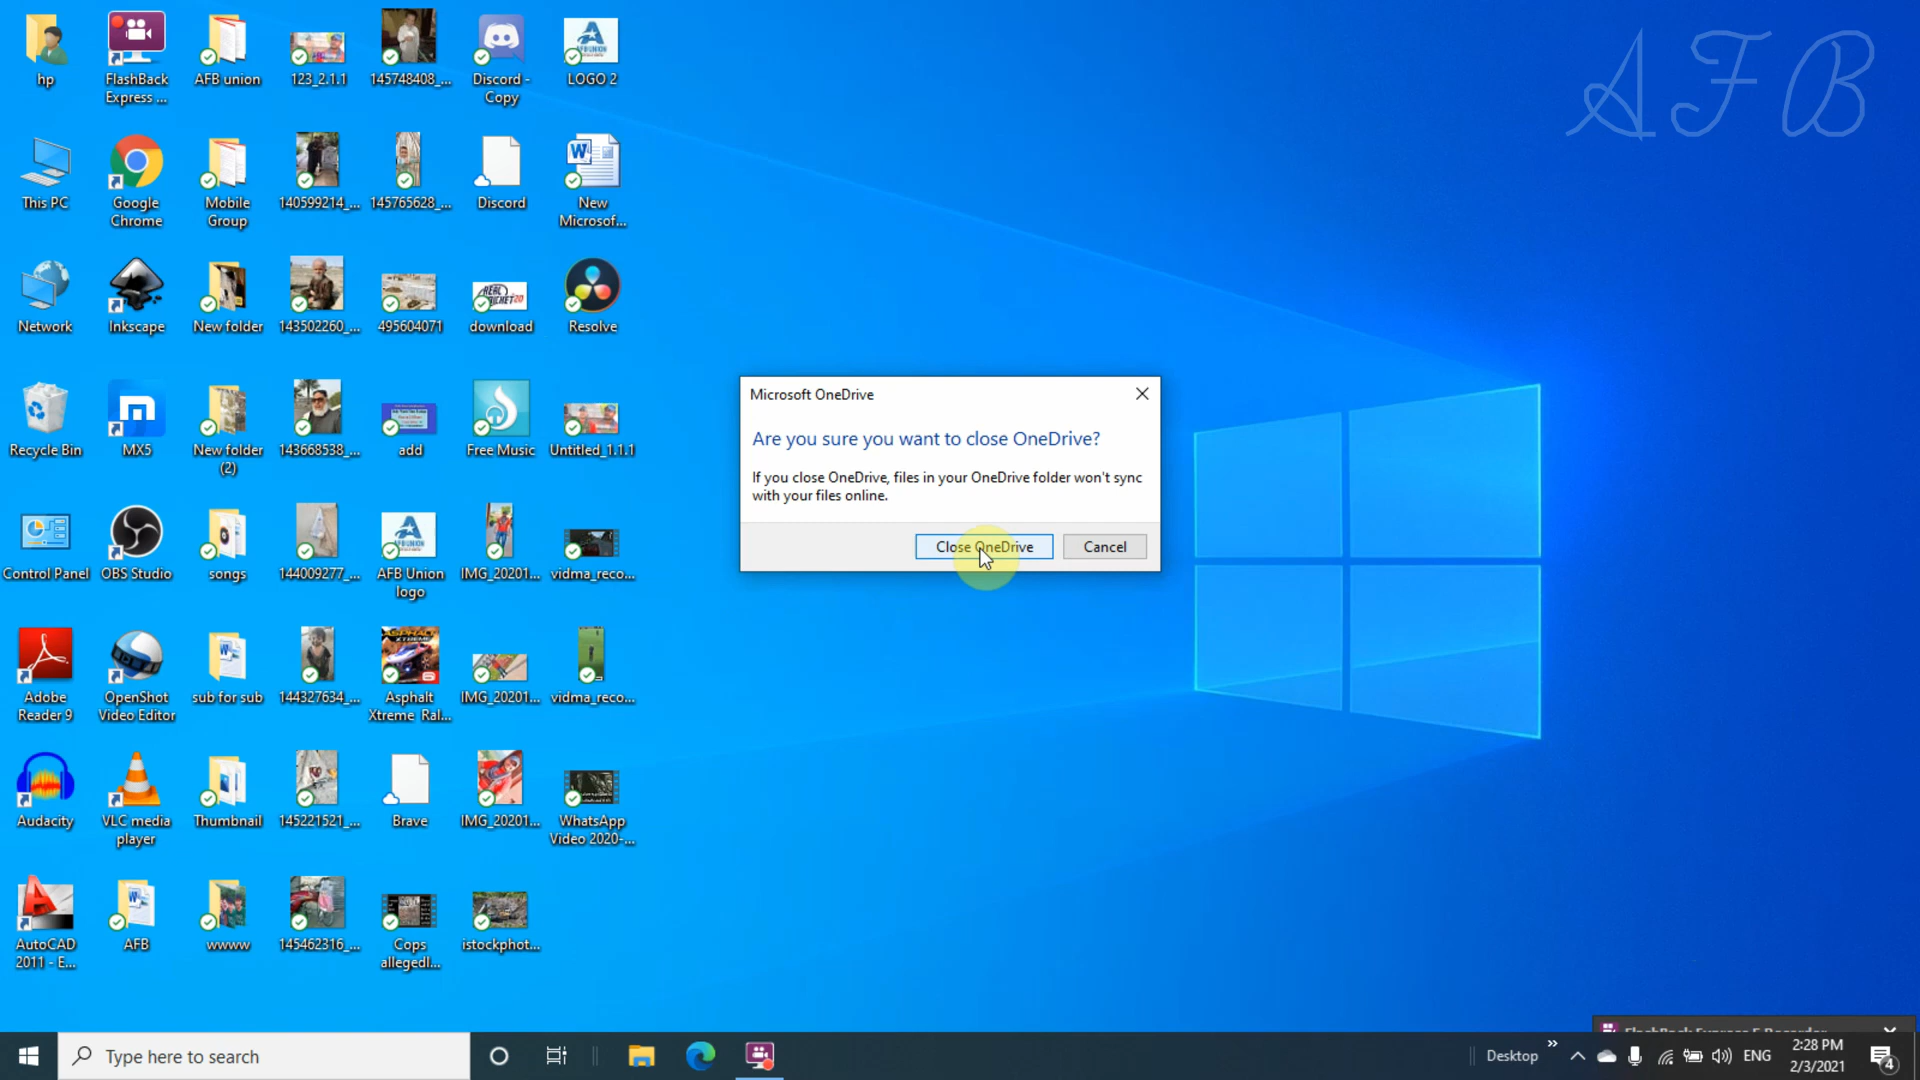 AFB
hp
FlashBack
Express ...
AFB union
123_2.1.1
145748408_...
Discord -
Copy
LOGO 2
This PC
Google
Chrome
Mobile
Group
140599214_...
145765628_...
Discord
New
Microsof...
Network
Inkscape
New folder
143502260_...
495604071
download
Resolve
Recycle Bin
MX5
New folder
(2)
143668538_...
add
Free Music
Untitled_1.1.1
Control Panel
OBS Studio
songs
144009277_...
AFB Union
logo
IMG_20201...
vidma_reco...
Adobe
Reader 9
OpenShot
Video Editor
sub for sub
144327634_...
Asphalt
Xtreme Ral...
IMG_20201...
vidma_reco...
Audacity
VLC media
player
Thumbnail
145221521_...
Brave
IMG_20201...
WhatsApp
Video 2020-...
AutoCAD
2011 - E...
AFB
wwww
145462316_...
Cops
allegedl...
istockphot...
Microsoft OneDrive
Are you sure you want to close OneDrive?
If you close OneDrive, files in your OneDrive folder won't sync
with your files online.
Close OneDrive
Cancel
Type here to search
Desktop
ENG
2:28 PM
2/3/2021
4